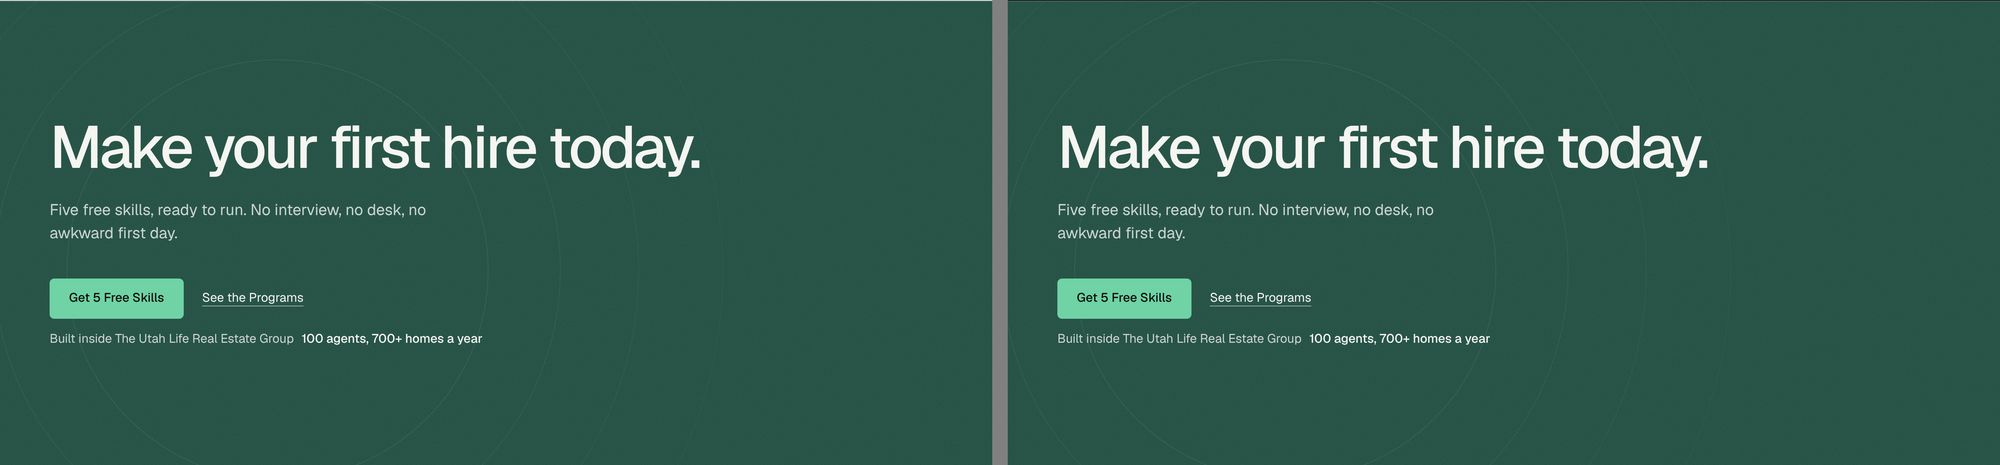 Make your first hire today.
Five free skills, ready to run. No interview, no desk, no
awkward first day.
Get 5 Free Skills
See the Programs
Built inside The Utah Life Real Estate Group 100 agents, 700+ homes a year
Make your first hire today.
Five free skills, ready to run. No interview, no desk, no
awkward first day.
Get 5 Free Skills
See the Programs
Built inside The Utah Life Real Estate Group 100 agents, 700+ homes a year